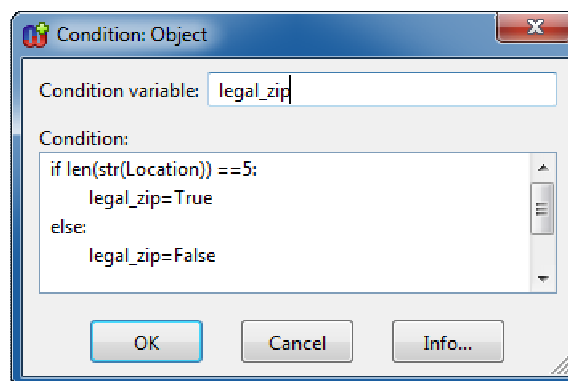 Condition: Object
Condition variable: legal_zip
Condition:
if len(str(Location)) ==5:
legal_zip=True
else:
legal_zip=False
OK Cancel Info...